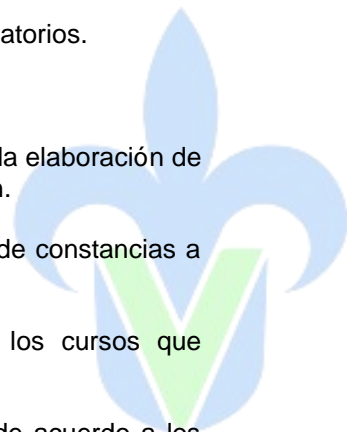 atorios.
la elaboración de
n.
de constancias a
los cursos que
de acuerdo a los